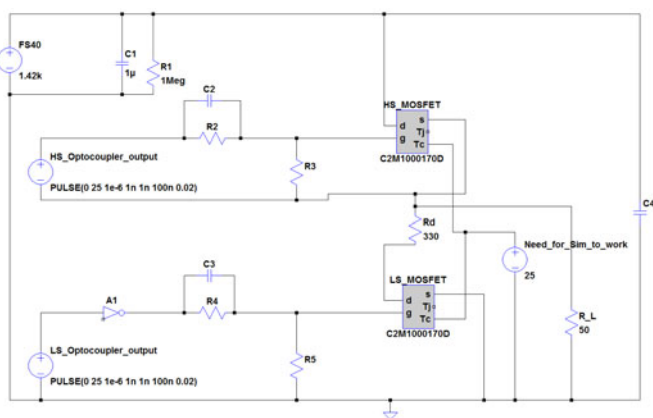 FS40
1.42k
C1
1µ
R1
1Meg
C2
R2
HS_Optocoupler_output
PULSE(0 25 1e-6 1n 1n 100n 0.02)
R3
HS_MOSFET
d
g
s
Tj
Tc
C2M1000170D
C4
Rd
330
Need_for_Sim_to_work
25
A1
C3
R4
LS_Optocoupler_output
PULSE(0 25 1e-6 1n 1n 100n 0.02)
R5
LS_MOSFET
d
g
s
Tj
Tc
C2M1000170D
R_L
50